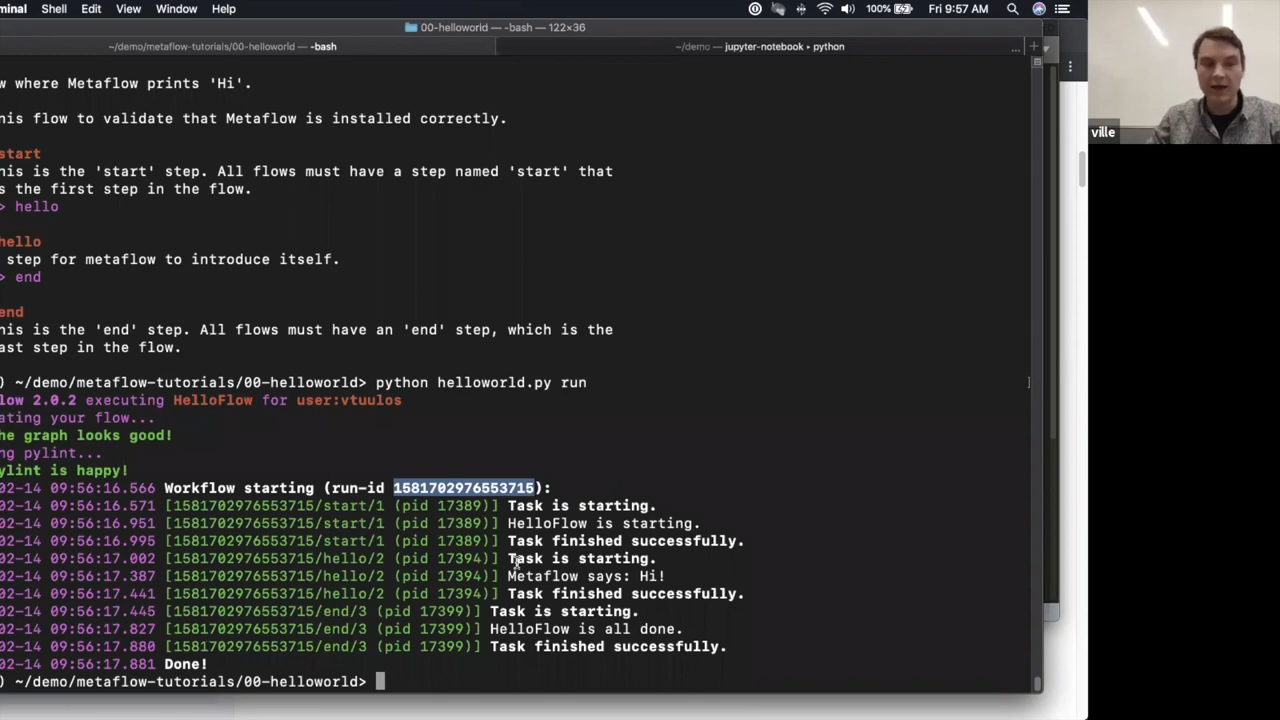 minal Shell Edit View Window Help 100% Fri 9:57 AM
00-helloworld — -bash — 122×36
~/demo/metaflow-tutorials/00-helloworld — -bash
~/demo — jupyter-notebook ▸ python ... +
ville
w where Metaflow prints 'Hi'.
his flow to validate that Metaflow is installed correctly.
start
his is the 'start' step. All flows must have a step named 'start' that
s the first step in the flow.
> hello
hello
step for metaflow to introduce itself.
> end
end
his is the 'end' step. All flows must have an 'end' step, which is the
ast step in the flow.
) ~/demo/metaflow-tutorials/00-helloworld> python helloworld.py run
low 2.0.2 executing HelloFlow for user:vtuulos
ating your flow...
he graph looks good!
ng pylint...
ylint is happy!
02-14 09:56:16.566 Workflow starting (run-id 1581702976553715):
02-14 09:56:16.571 [1581702976553715/start/1 (pid 17389)] Task is starting.
02-14 09:56:16.951 [1581702976553715/start/1 (pid 17389)] HelloFlow is starting.
02-14 09:56:16.995 [1581702976553715/start/1 (pid 17389)] Task finished successfully.
02-14 09:56:17.002 [1581702976553715/hello/2 (pid 17394)] Task is starting.
02-14 09:56:17.387 [1581702976553715/hello/2 (pid 17394)] Metaflow says: Hi!
02-14 09:56:17.441 [1581702976553715/hello/2 (pid 17394)] Task finished successfully.
02-14 09:56:17.445 [1581702976553715/end/3 (pid 17399)] Task is starting.
02-14 09:56:17.827 [1581702976553715/end/3 (pid 17399)] HelloFlow is all done.
02-14 09:56:17.880 [1581702976553715/end/3 (pid 17399)] Task finished successfully.
02-14 09:56:17.881 Done!
) ~/demo/metaflow-tutorials/00-helloworld>